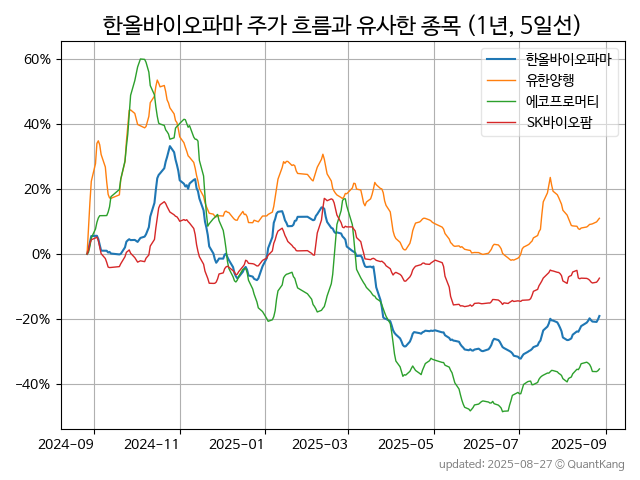 한올바이오파마 주가 흐름과 유사한 종목 (1년, 5일선)
한올바이오파마
유한양행
에코프로머티
SK바이오팜
60%
40%
20%
0%
−20%
−40%
2024-09
2024-11
2025-01
2025-03
2025-05
2025-07
2025-09
updated: 2025-08-27 © QuantKang